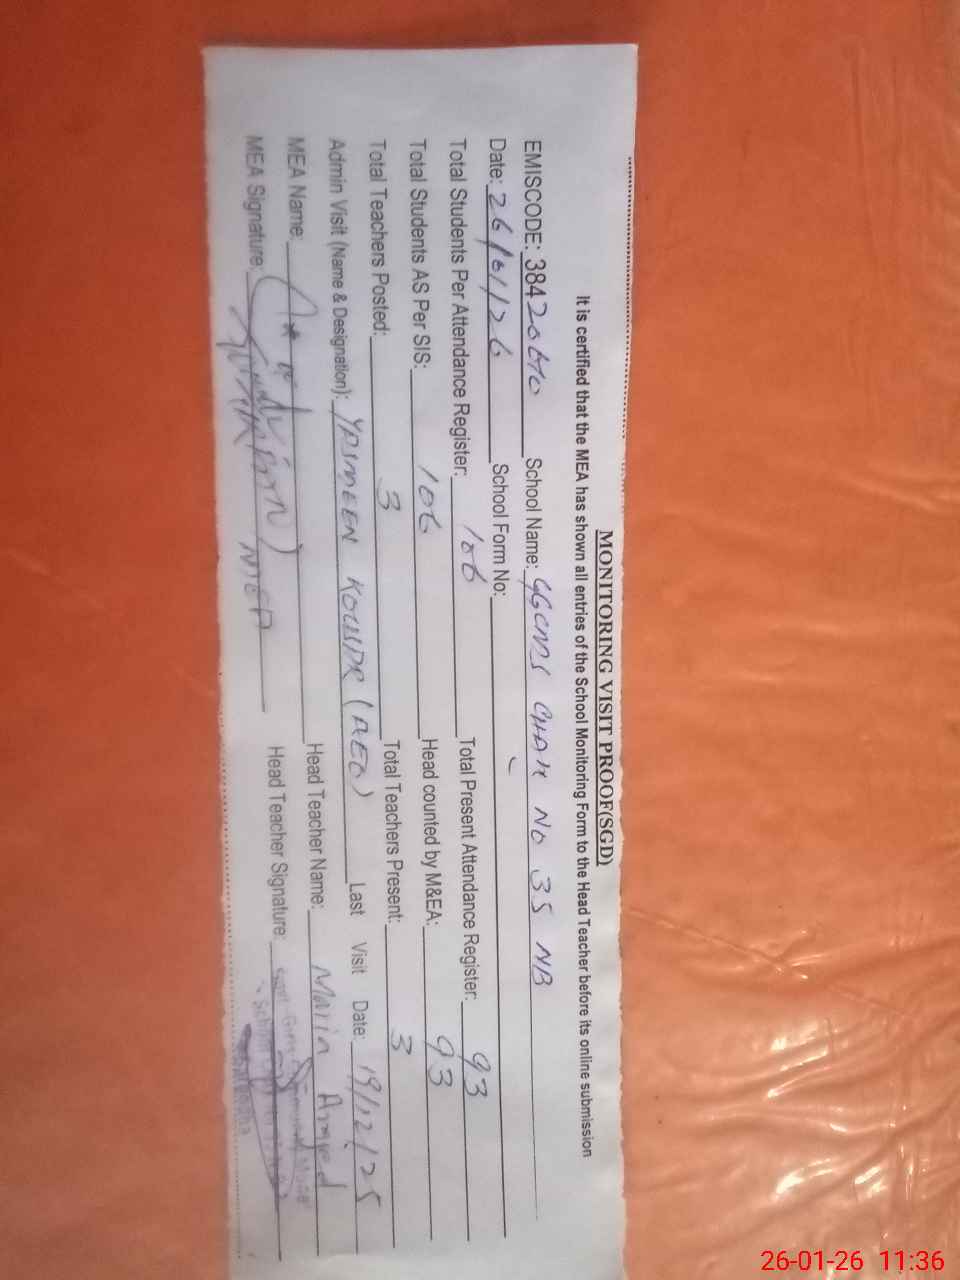 MONITORING VISIT PROOF(SGD)
It is certified that the MEA has shown all entries of the School Monitoring Form to the Head Teacher before its online submission
EMISCODE: 384 School Name: GGCMS CHAK No 35 NB
Date: 26/01/26 School Form No:
Total Students Per Attendance Register: 106 Total Present Attendance Register: 93
Total Students AS Per SIS: 106 Head counted by M&EA: 93
Total Teachers Posted: 3 Total Teachers Present: 3
Admin Visit (Name & Designation): YASMEEN KOUSAR (AEO) Last Visit Date: 19/12/25
MEA Name: Head Teacher Name: Maria Amjed
MEA Signature: MEA Head Teacher Signature:
26-01-26 11:36